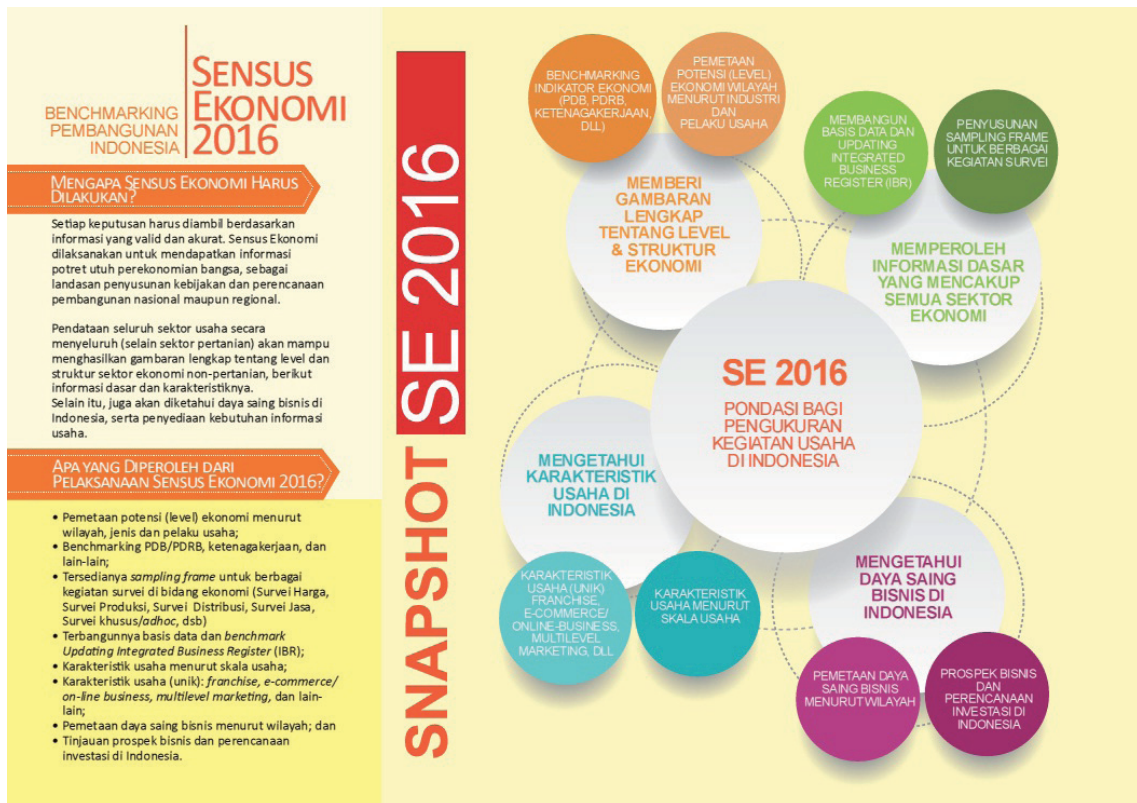 SENSUS
EKONOMI
2016
BENCHMARKING
PEMBANGUNAN
INDONESIA
MENGAPA SENSUS EKONOMI HARUS
DILAKUKAN?
Setiap keputusan harus diambil berdasarkan
informasi yang valid dan akurat. Sensus Ekonomi
dilaksanakan untuk mendapatkan informasi
potret utuh perekonomian bangsa, sebagai
landasan penyusunan kebijakan dan perencanaan
pembangunan nasional maupun regional.
Pendataan seluruh sektor usaha secara
menyeluruh (selain sektor pertanian) akan mampu
menghasilkan gambaran lengkap tentang level dan
struktur sektor ekonomi non-pertanian, berikut
informasi dasar dan karakteristiknya.
Selain itu, juga akan diketahui daya saing bisnis di
Indonesia, serta penyediaan kebutuhan informasi
usaha.
APA YANG DIPEROLEH DARI
PELAKSANAAN SENSUS EKONOMI 2016?
• Pemetaan potensi (level) ekonomi menurut
wilayah, jenis dan pelaku usaha;
• Benchmarking PDB/PDRB, ketenagakerjaan, dan
lain-lain;
• Tersedianya sampling frame untuk berbagai
kegiatan survei di bidang ekonomi (Survei Harga,
Survei Produksi, Survei Distribusi, Survei Jasa,
Survei khusus/adhoc, dsb)
• Terbangunnya basis data dan benchmark
Updating Integrated Business Register (IBR);
• Karakteristik usaha menurut skala usaha;
• Karakteristik usaha (unik): franchise, e-commerce/
on-line business, multilevel marketing, dan lain-
lain;
• Pemetaan daya saing bisnis menurut wilayah; dan
• Tinjauan prospek bisnis dan perencanaan
investasi di Indonesia.
SNAPSHOT SE 2016
BENCHMARKING
INDIKATOR EKONOMI
(PDB, PDRB,
KETENAGAKERJAAN,
DLL)
PEMETAAN
POTENSI (LEVEL)
EKONOMI WILAYAH
MENURUT INDUSTRI
DAN
PELAKU USAHA
MEMBERI
GAMBARAN
LENGKAP
TENTANG LEVEL
& STRUKTUR
EKONOMI
MEMBANGUN
BASIS DATA DAN
UPDATING
INTEGRATED
BUSINESS
REGISTER (IBR)
PENYUSUNAN
SAMPLING FRAME
UNTUK BERBAGAI
KEGIATAN SURVEI
MEMPEROLEH
INFORMASI DASAR
YANG MENCAKUP
SEMUA SEKTOR
EKONOMI
SE 2016
PONDASI BAGI
PENGUKURAN
KEGIATAN USAHA
DI INDONESIA
MENGETAHUI
KARAKTERISTIK
USAHA DI
INDONESIA
KARAKTERISTIK
USAHA (UNIK)
FRANCHISE,
E-COMMERCE/
ONLINE-BUSINESS,
MULTILEVEL
MARKETING, DLL
KARAKTERISTIK
USAHA MENURUT
SKALA USAHA
MENGETAHUI
DAYA SAING
BISNIS DI
INDONESIA
PEMETAAN DAYA
SAING BISNIS
MENURUT WILAYAH
PROSPEK BISNIS
DAN
PERENCANAAN
INVESTASI DI
INDONESIA